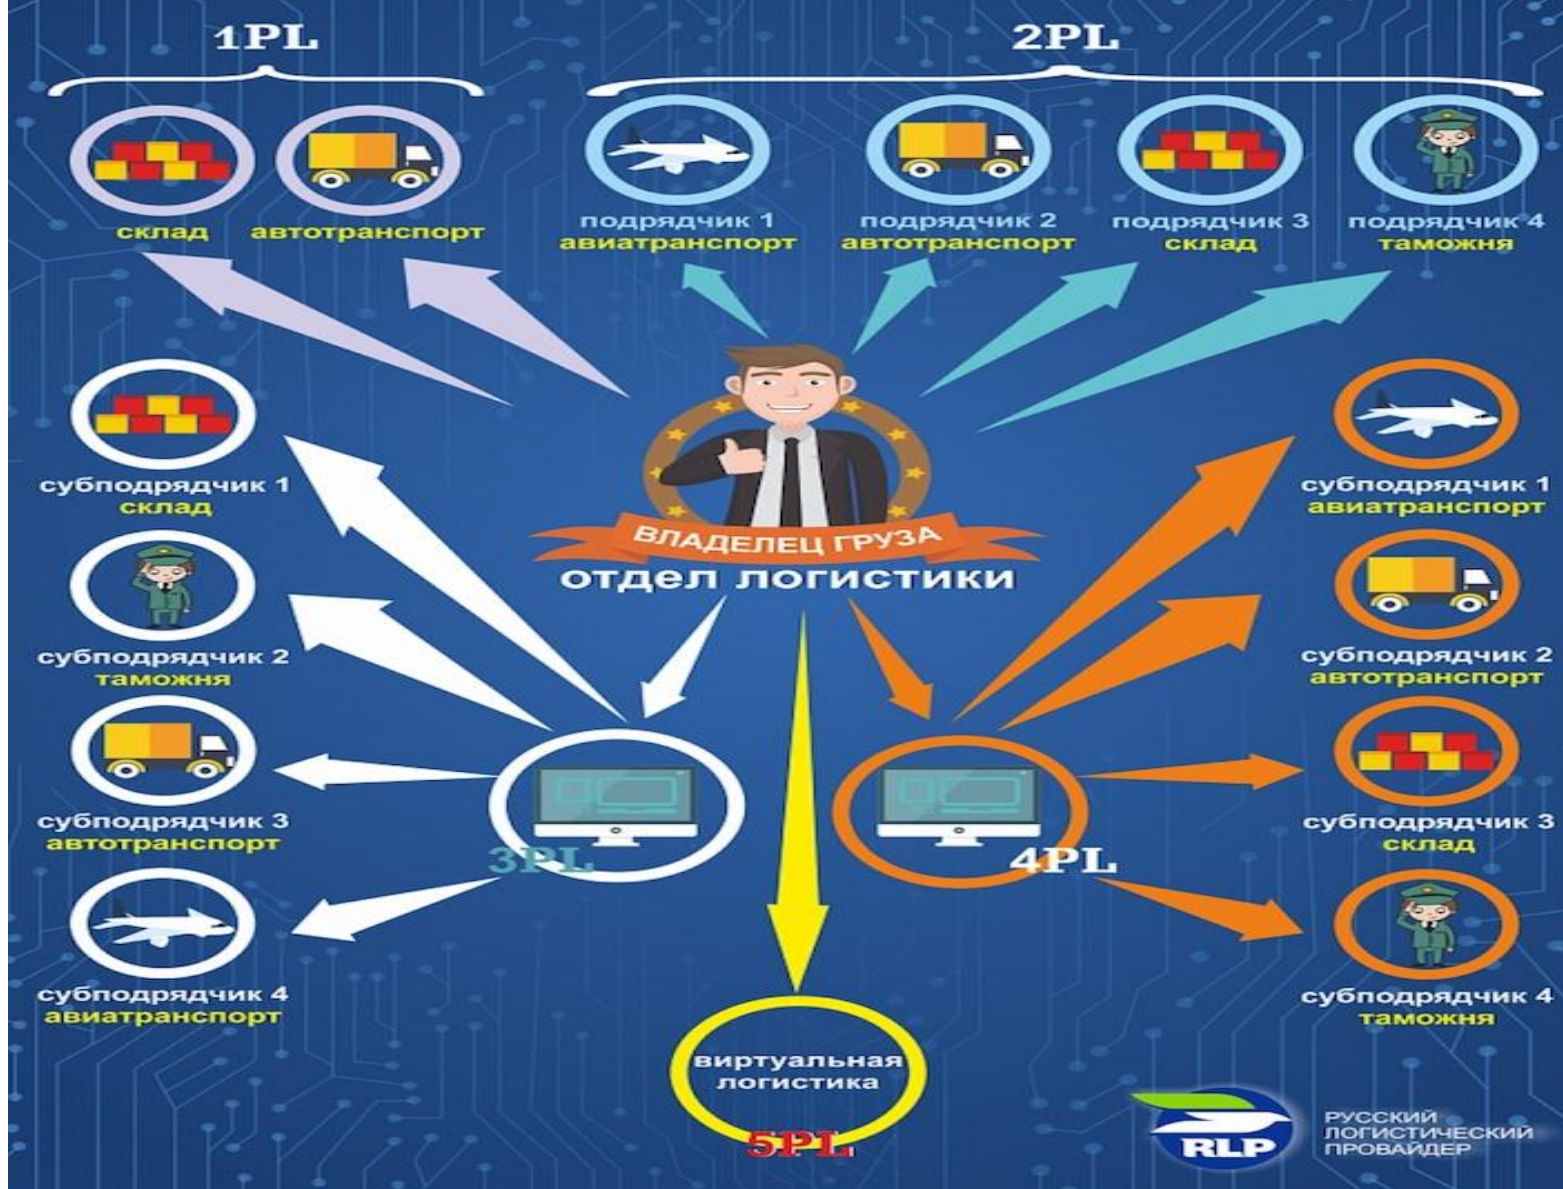 1PL
2PL
склад
автотранспорт
подрядчик 1
авиатранспорт
подрядчик 2
автотранспорт
подрядчик 3
склад
подрядчик 4
таможня
ВЛАДЕЛЕЦ ГРУЗА
отдел логистики
субподрядчик 1
склад
субподрядчик 2
таможня
субподрядчик 3
автотранспорт
субподрядчик 4
авиатранспорт
3PL
4PL
субподрядчик 1
авиатранспорт
субподрядчик 2
автотранспорт
субподрядчик 3
склад
субподрядчик 4
таможня
виртуальная
логистика
5PL
RLP
РУССКИЙ
ЛОГИСТИЧЕСКИЙ
ПРОВАЙДЕР